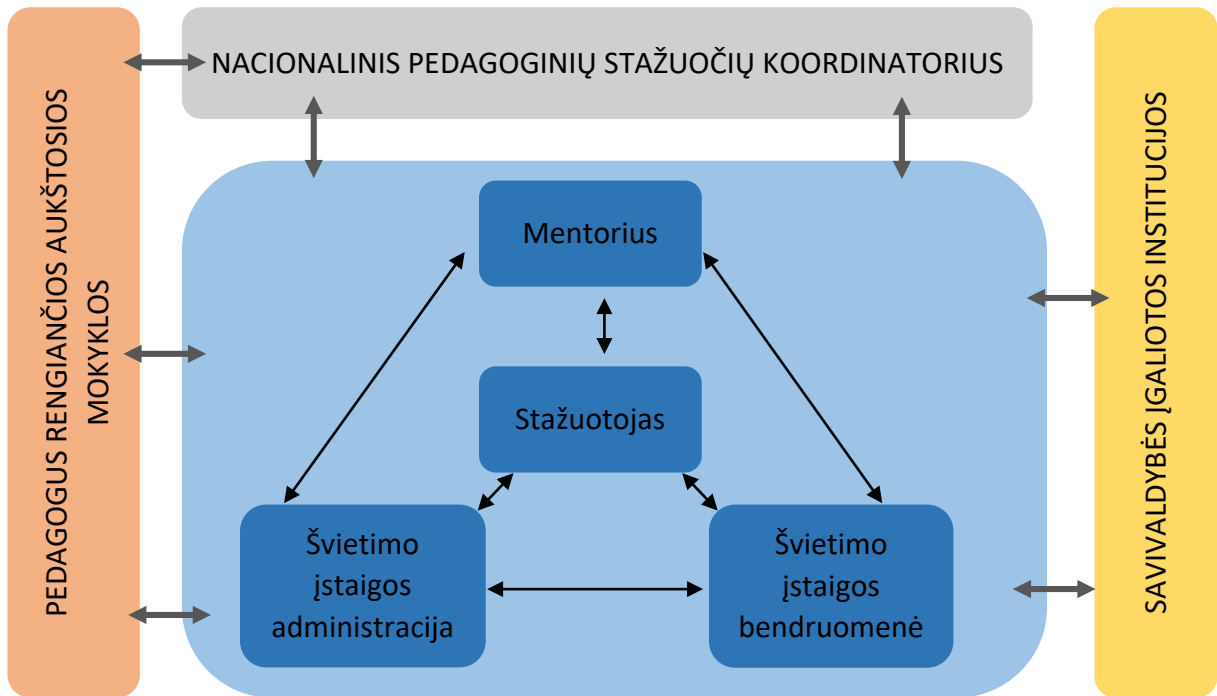 NACIONALINIS PEDAGOGINIŲ STAŽUOČIŲ KOORDINATORIUS
PEDAGOGUS RENGIANČIOS AUKŠTOSIOS
MOKYKLOS
Mentorius
Stažuotojas
Švietimo
įstaigos
administracija
Švietimo
įstaigos
bendruomenė
SAVIVALDYBĖS ĮGALIOTOS INSTITUCIJOS